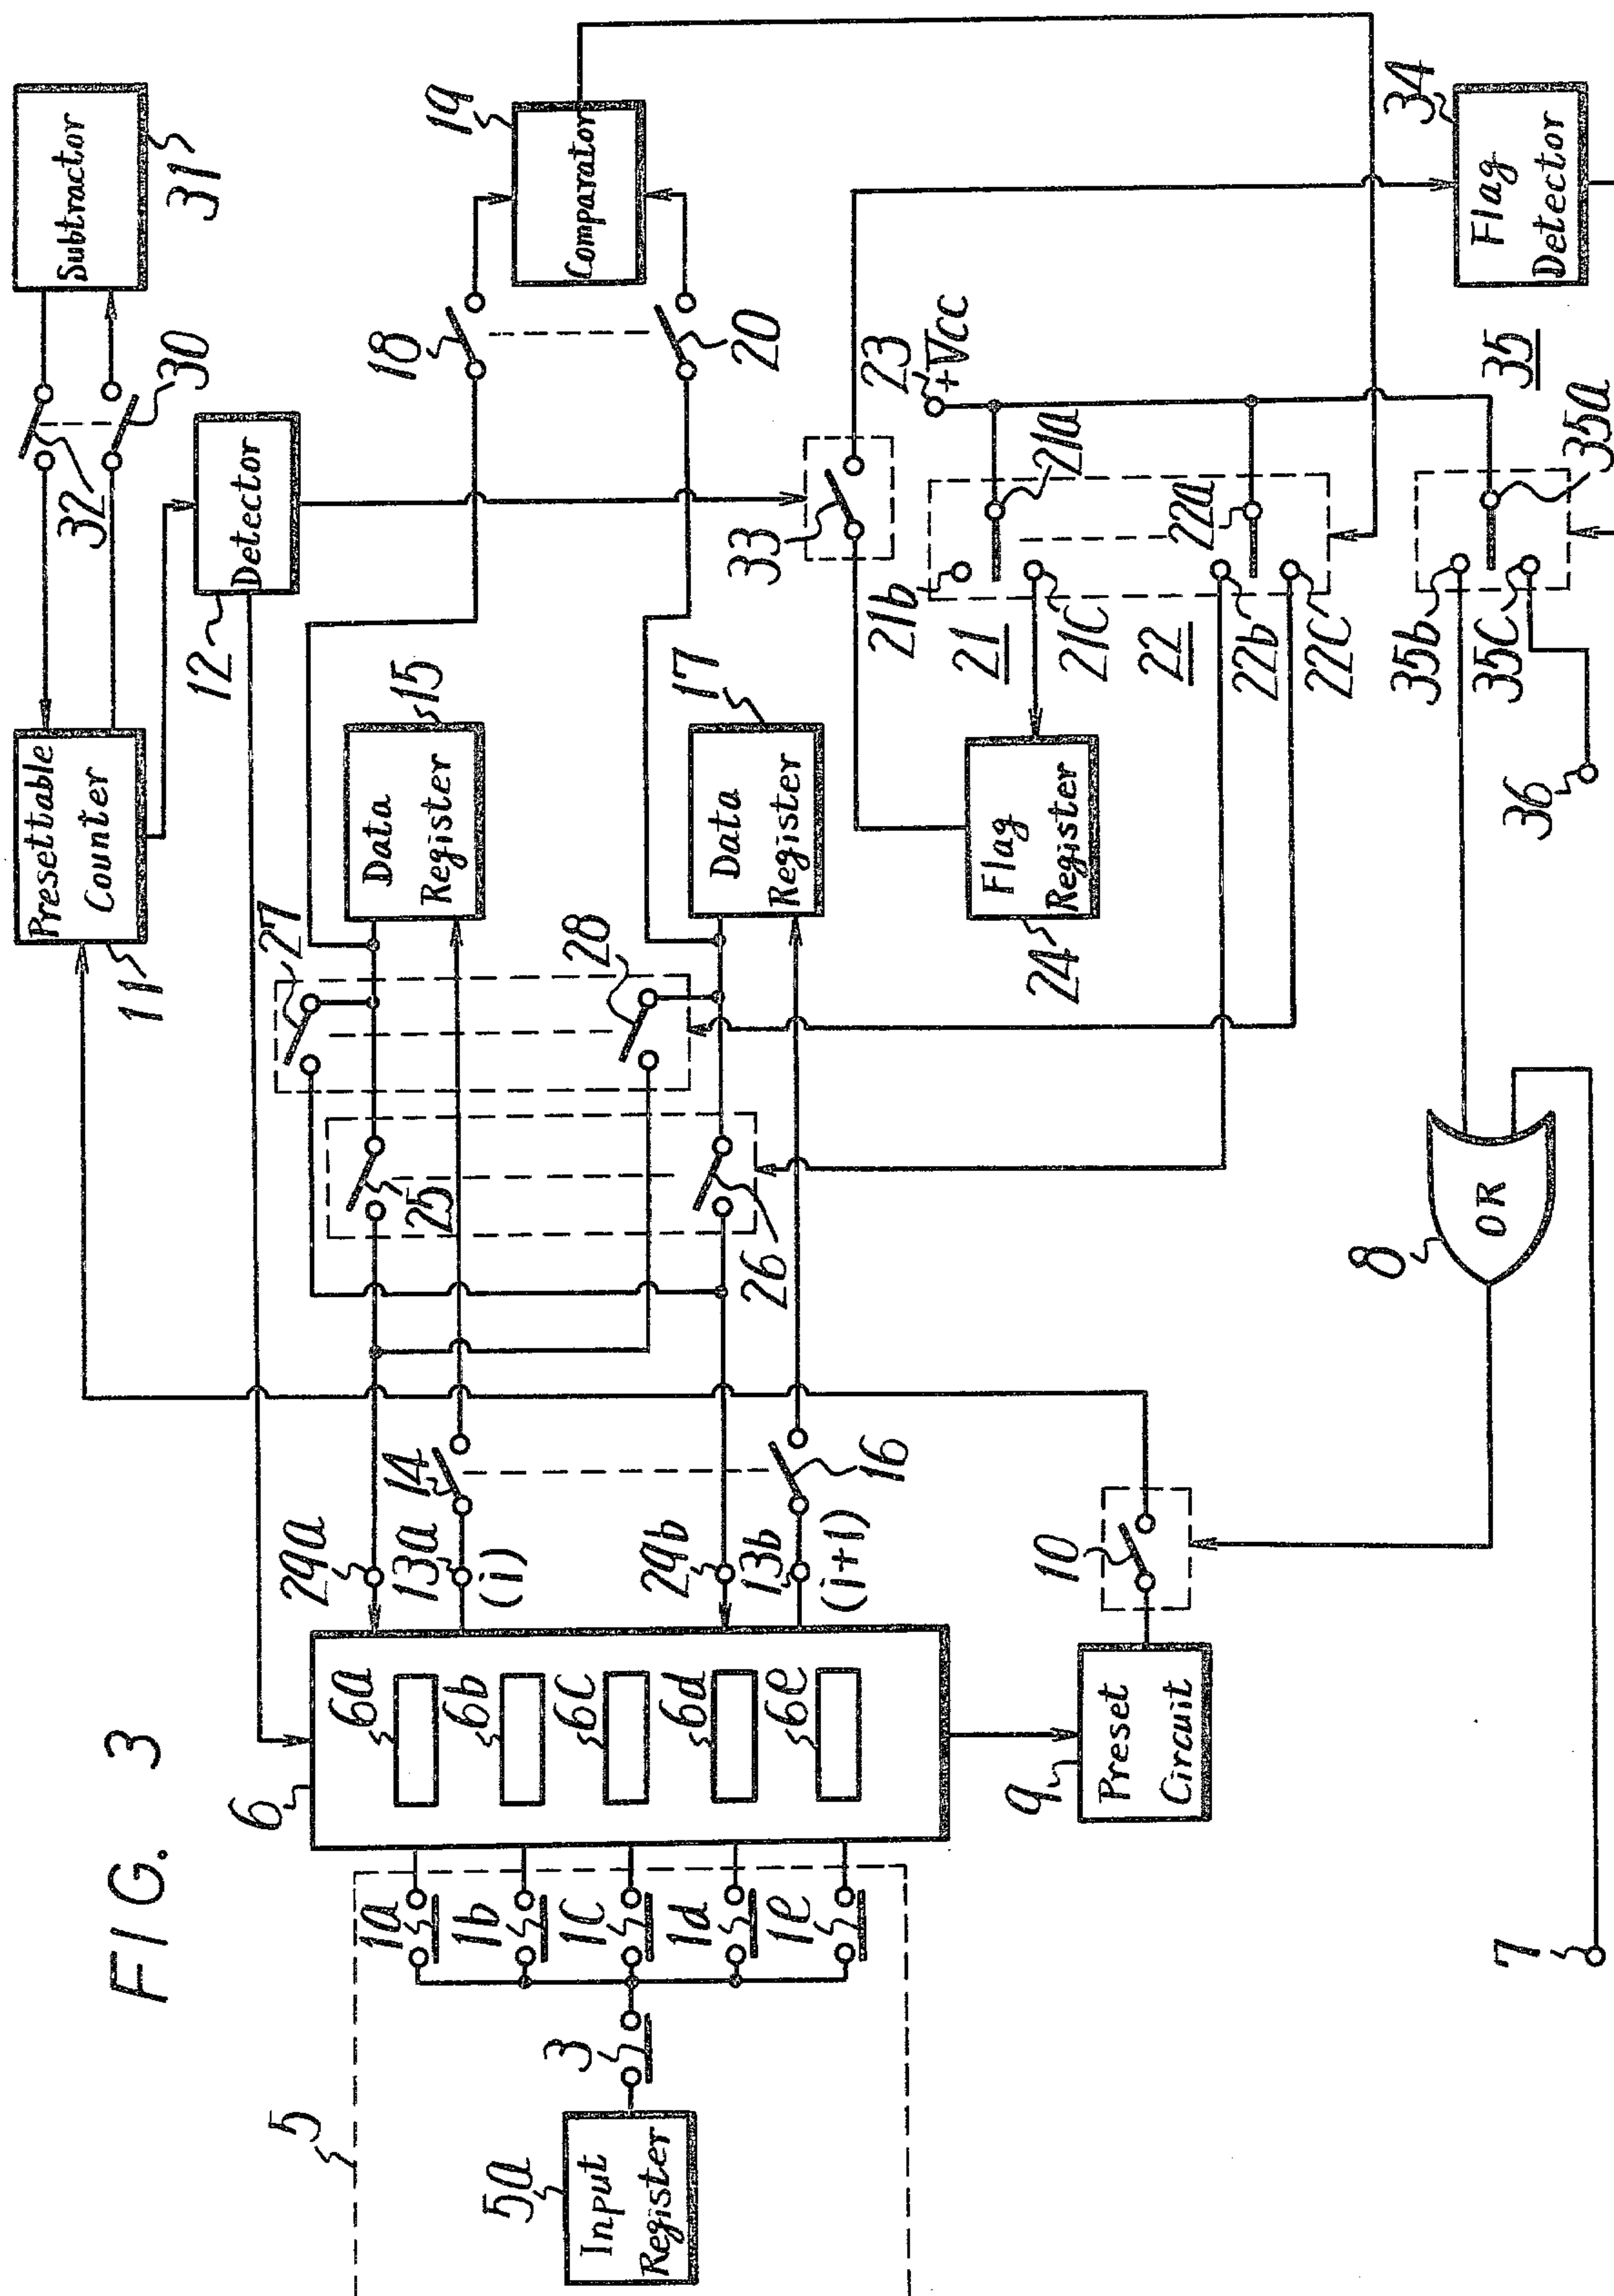 FIG. 3
5
5a
Input
Register
3
1a
1b
1c
1d
1e
6
6a
6b
6c
6d
6e
9
Preset
Circuit
7
29a
13a
(i)
14
29b
13b
(i+1)
16
10
8
OR
25
26
27
28
11
Presettable
Counter
15
Data
Register
17
Data
Register
24
Flag
Register
12
Detector
32
30
Subtractor
31
18
20
19
Comparator
33
23
+Vcc
21a
21b
21
21c
22a
22
22b
22c
35
35a
35b
35c
36
34
Flag
Detector